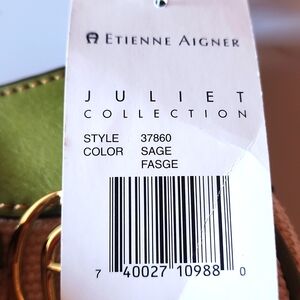 ETIENNE AIGNER
JULIET
COLLECTION
STYLE 37860
COLOR SAGE
FASGE
7 40027 10988 0